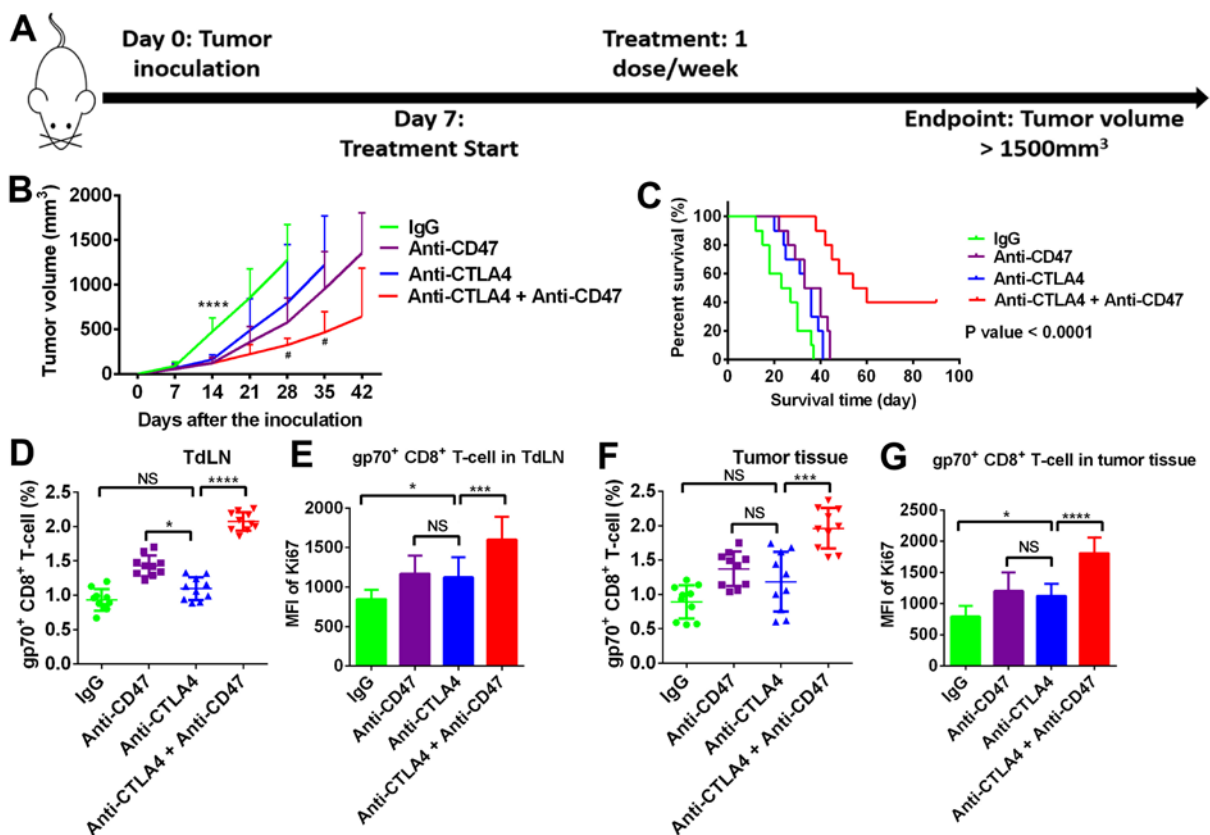 A
Day 0: Tumor
inoculation
Treatment: 1
dose/week
Day 7:
Treatment Start
Endpoint: Tumor volume
> 1500mm³
B
Tumor volume (mm³)
2000
1500
1000
500
0
****
#
#
0 7 14 21 28 35 42
Days after the inoculation
IgG
Anti-CD47
Anti-CTLA4
Anti-CTLA4 + Anti-CD47
C
Percent survival (%)
100
80
60
40
20
0
0 20 40 60 80 100
Survival time (day)
IgG
Anti-CD47
Anti-CTLA4
Anti-CTLA4 + Anti-CD47
P value < 0.0001
D
TdLN
gp70⁺ CD8⁺ T-cell (%)
2.5
2.0
1.5
1.0
0.5
0.0
NS
****
*
IgG
Anti-CD47
Anti-CTLA4
Anti-CTLA4 + Anti-CD47
E
gp70⁺ CD8⁺ T-cell in TdLN
MFI of Ki67
2000
1500
1000
500
0
*
***
NS
IgG
Anti-CD47
Anti-CTLA4
Anti-CTLA4 + Anti-CD47
F
Tumor tissue
gp70⁺ CD8⁺ T-cell (%)
2.5
2.0
1.5
1.0
0.5
0.0
NS
***
NS
IgG
Anti-CD47
Anti-CTLA4
Anti-CTLA4 + Anti-CD47
G
gp70⁺ CD8⁺ T-cell in tumor tissue
MFI of Ki67
2500
2000
1500
1000
500
0
*
****
NS
IgG
Anti-CD47
Anti-CTLA4
Anti-CTLA4 + Anti-CD47